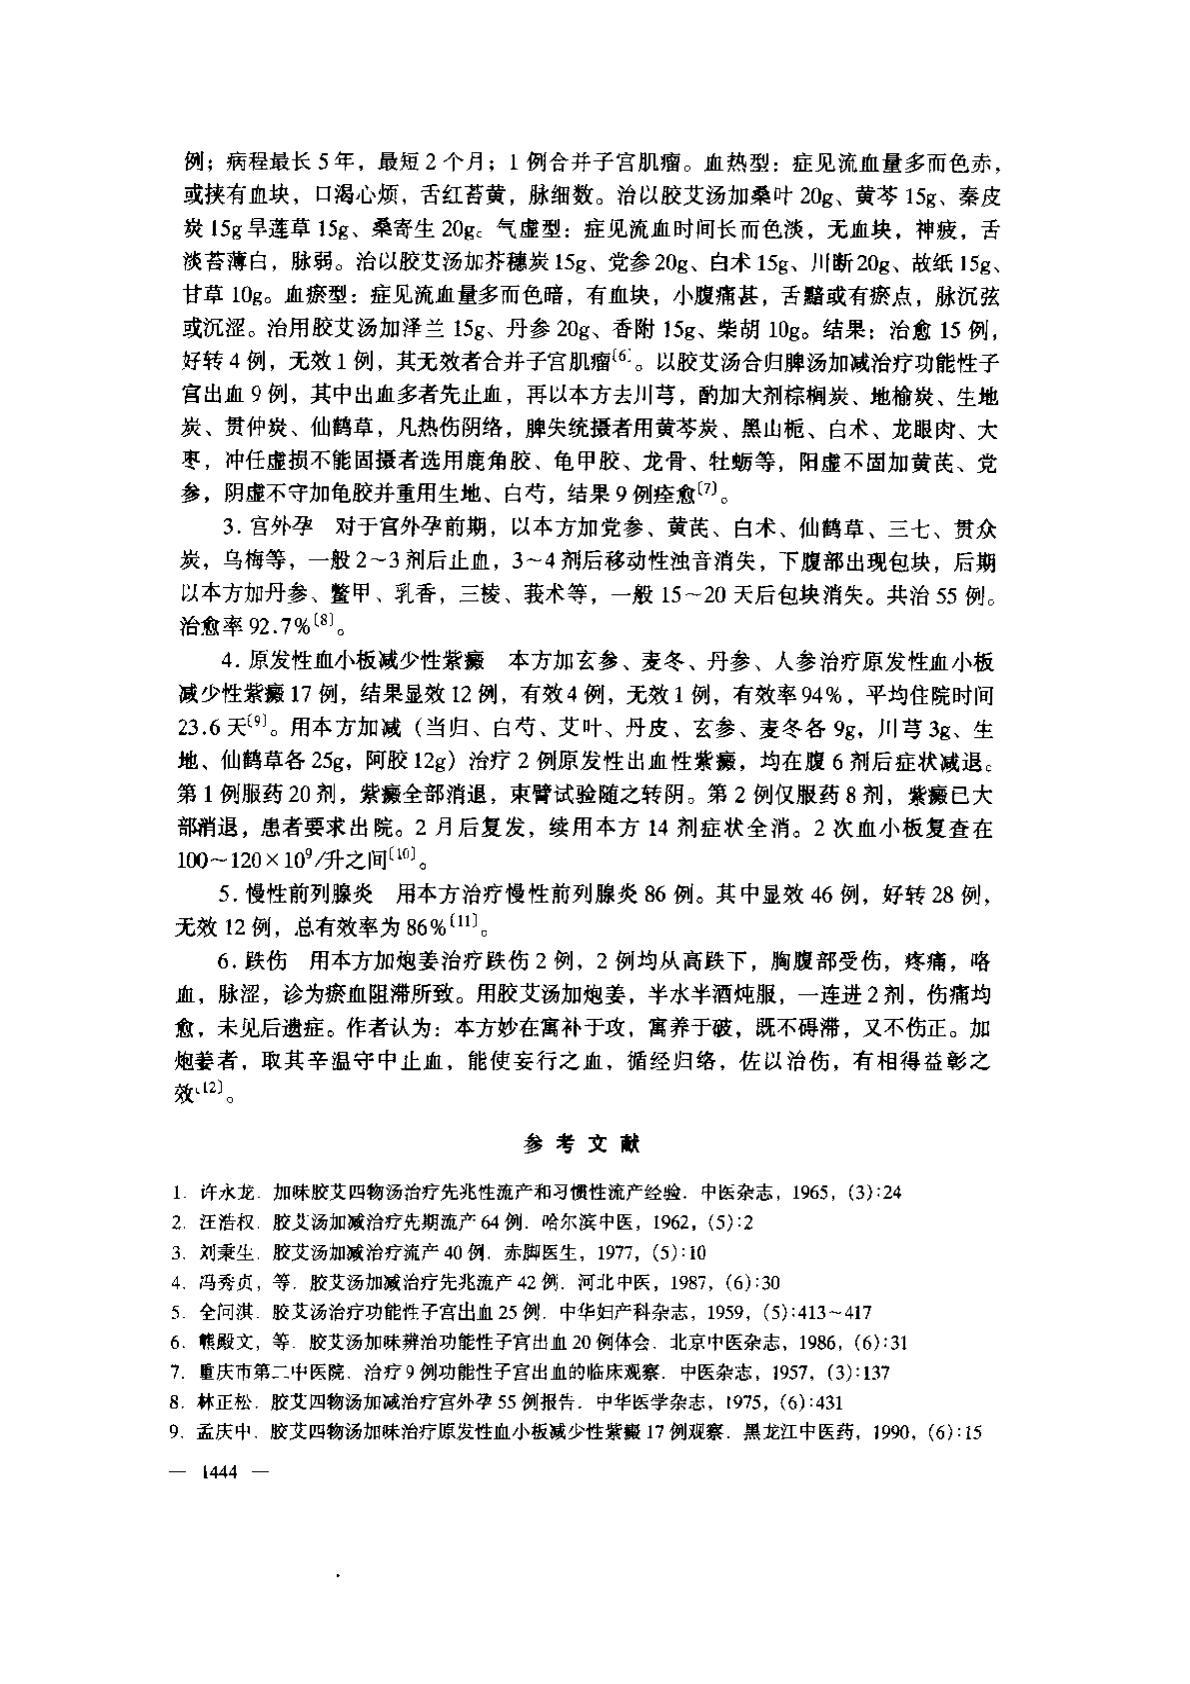 例；病程最长5年，最短2个月；1例合并子宫肌瘤。血热型：症见流血量多而色赤，
或挟有血块，口渴心烦，舌红苔黄，脉细数。治以胶艾汤加桑叶20g、黄芩15g、秦皮
炭15g旱莲草15g、桑寄生20g。气虚型：症见流血时间长而色淡，无血块，神疲，舌
淡苔薄白，脉弱。治以胶艾汤加芥穗炭15g、党参20g、白术15g、川断20g、故纸15g、
甘草10g。血瘀型：症见流血量多而色暗，有血块，小腹痛甚，舌黯或有瘀点，脉沉弦
或沉涩。治用胶艾汤加泽兰15g、丹参20g、香附15g、柴胡10g。结果：治愈15例，
好转4例，无效1例，其无效者合并子宫肌瘤〔6〕。以胶艾汤合归脾汤加减治疗功能性子
宫出血9例，其中出血多者先止血，再以本方去川芎，酌加大剂棕榈炭、地榆炭、生地
炭、贯仲炭、仙鹤草，凡热伤阴络，脾失统摄者用黄芩炭、黑山栀、白术、龙眼肉、大
枣，冲任虚损不能固摄者选用鹿角胶、龟甲胶、龙骨、牡蛎等，阳虚不固加黄芪、党
参，阴虚不守加龟胶并重用生地、白芍，结果9例痊愈〔7〕。
3.宫外孕 对于宫外孕前期，以本方加党参、黄芪、白术、仙鹤草、三七、贯众
炭，乌梅等，一般2～3剂后止血，3～4剂后移动性浊音消失，下腹部出现包块，后期
以本方加丹参、鳖甲、乳香，三棱、莪术等，一般15～20天后包块消失。共治55例。
治愈率92.7%〔8〕。
4.原发性血小板减少性紫癜 本方加玄参、麦冬、丹参、人参治疗原发性血小板
减少性紫癜17例，结果显效12例，有效4例，无效1例，有效率94%，平均住院时间
23.6天〔9〕。用本方加减（当归、白芍、艾叶、丹皮、玄参、麦冬各9g，川芎3g、生
地、仙鹤草各25g，阿胶12g）治疗2例原发性出血性紫癜，均在腹6剂后症状减退。
第1例服药20剂，紫癜全部消退，束臂试验随之转阴。第2例仅服药8剂，紫癜已大
部消退，患者要求出院。2月后复发，续用本方14剂症状全消。2次血小板复查在
100～120×10⁹/升之间〔10〕。
5.慢性前列腺炎 用本方治疗慢性前列腺炎86例。其中显效46例，好转28例，
无效12例，总有效率为86%〔11〕。
6.跌伤 用本方加炮姜治疗跌伤2例，2例均从高跌下，胸腹部受伤，疼痛，咯
血，脉涩，诊为瘀血阻滞所致。用胶艾汤加炮姜，半水半酒炖服，一连进2剂，伤痛均
愈，未见后遗症。作者认为：本方妙在寓补于攻，寓养于破，既不碍滞，又不伤正。加
炮姜者，取其辛温守中止血，能使妄行之血，循经归络，佐以治伤，有相得益彰之
效〔12〕。
参考文献
1. 许永龙. 加味胶艾四物汤治疗先兆性流产和习惯性流产经验. 中医杂志，1965，(3):24
2. 汪浩权. 胶艾汤加减治疗先期流产64例. 哈尔滨中医，1962，(5):2
3. 刘秉生. 胶艾汤加减治疗流产40例. 赤脚医生，1977，(5):10
4. 冯秀贞，等. 胶艾汤加减治疗先兆流产42例. 河北中医，1987，(6):30
5. 全问淇. 胶艾汤治疗功能性子宫出血25例. 中华妇产科杂志，1959，(5):413～417
6. 熊殿文，等. 胶艾汤加味辨治功能性子宫出血20例体会. 北京中医杂志，1986，(6):31
7. 重庆市第二中医院. 治疗9例功能性子宫出血的临床观察. 中医杂志，1957，(3):137
8. 林正松. 胶艾四物汤加减治疗宫外孕55例报告. 中华医学杂志，1975，(6):431
9. 孟庆中. 胶艾四物汤加味治疗原发性血小板减少性紫癜17例观察. 黑龙江中医药，1990，(6):15
— 1444 —